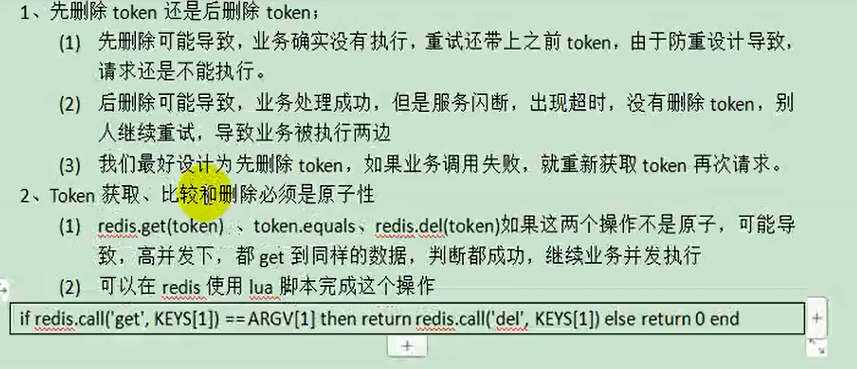 1、先删除 token 还是后删除 token；
(1) 先删除可能导致，业务确实没有执行，重试还带上之前 token，由于防重设计导致，
请求还是不能执行。
(2) 后删除可能导致，业务处理成功，但是服务闪断，出现超时，没有删除 token，别
人继续重试，导致业务被执行两边
(3) 我们最好设计为先删除 token，如果业务调用失败，就重新获取 token 再次请求。
2、Token 获取、比较和删除必须是原子性
(1) redis.get(token) 、token.equals、redis.del(token)如果这两个操作不是原子，可能导
致，高并发下，都 get 到同样的数据，判断都成功，继续业务并发执行
(2) 可以在 redis 使用 lua 脚本完成这个操作
if redis.call('get', KEYS[1]) == ARGV[1] then return redis.call('del', KEYS[1]) else return 0 end